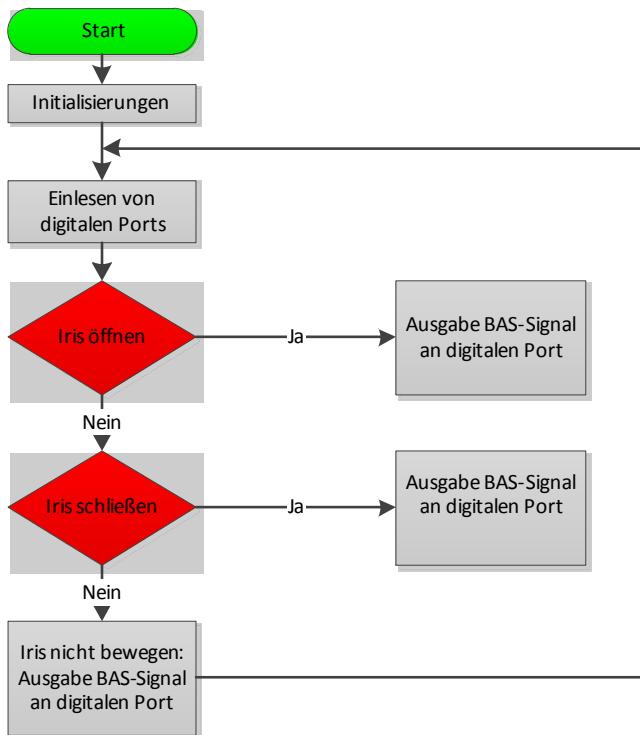 Start
Initialisierungen
Einlesen von
digitalen Ports
Iris öffnen
Ja
Ausgabe BAS-Signal
an digitalen Port
Nein
Iris schließen
Ja
Ausgabe BAS-Signal
an digitalen Port
Nein
Iris nicht bewegen:
Ausgabe BAS-Signal
an digitalen Port